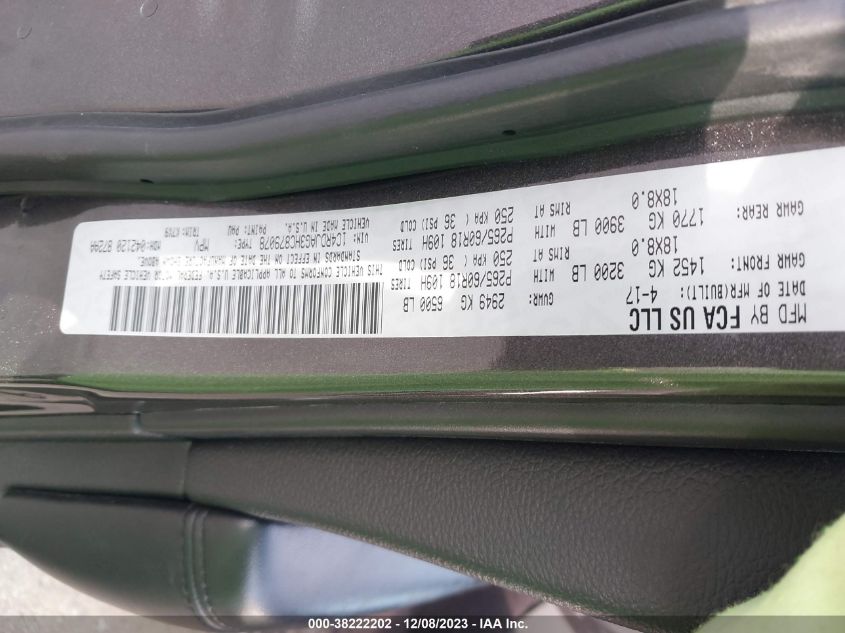 MFD BY FCA US LLC
DATE OF MFR(BUILT): 4-17
GVWR: 2949 KG 6500 LB
GAWR FRONT: 1452 KG 3200 LB WITH P265/60R18 109H TIRES
18X8.0 RIMS AT 250 KPA ( 36 PSI) COLD
GAWR REAR: 1770 KG 3900 LB WITH P265/60R18 109H TIRES
18X8.0 RIMS AT 250 KPA ( 36 PSI) COLD
THIS VEHICLE CONFORMS TO ALL APPLICABLE U.S.A. FEDERAL MOTOR VEHICLE SAFETY
STANDARDS IN EFFECT ON THE DATE OF MANUFACTURE SHOWN ABOVE.
VIN: 1C4RDJAG3HC879078 TYPE: MPV MDH:042120 872AA
VEHICLE MADE IN U.S.A. PAINT: PAU TRIM: K7X9
000-38222202 - 12/08/2023 - IAA Inc.